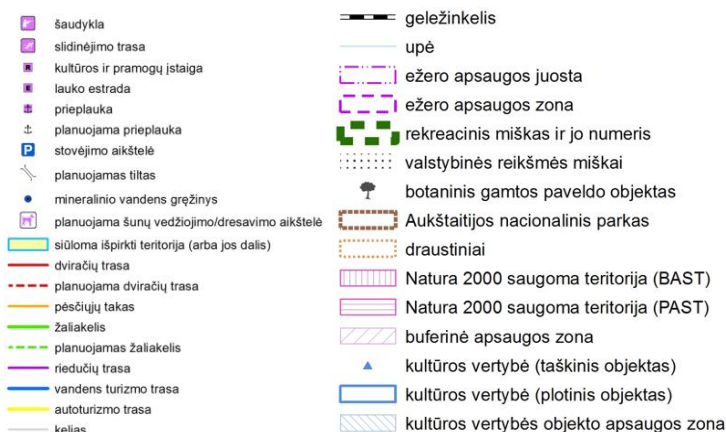 šaudykla
slidinėjimo trasa
kultūros ir pramogų įstaiga
lauko estrada
prieplauka
planuojama prieplauka
P stovėjimo aikštelė
planuojamas tiltas
mineralinio vandens gręžinys
planuojama šunų vedžiojimo/dresavimo aikštelė
siūloma išpirkti teritorija (arba jos dalis)
dviračių trasa
planuojama dviračių trasa
pėsčiųjų takas
žaliakelis
planuojamas žaliakelis
riedučių trasa
vandens turizmo trasa
autoturizmo trasa
kelias
geležinkelis
upė
ežero apsaugos juosta
ežero apsaugos zona
rekreacinis miškas ir jo numeris
valstybinės reikšmės miškai
botaninis gamtos paveldo objektas
Aukštaitijos nacionalinis parkas
draustiniai
Natura 2000 saugoma teritorija (BAST)
Natura 2000 saugoma teritorija (PAST)
buferinė apsaugos zona
kultūros vertybė (taškinis objektas)
kultūros vertybė (plotinis objektas)
kultūros vertybės objekto apsaugos zona